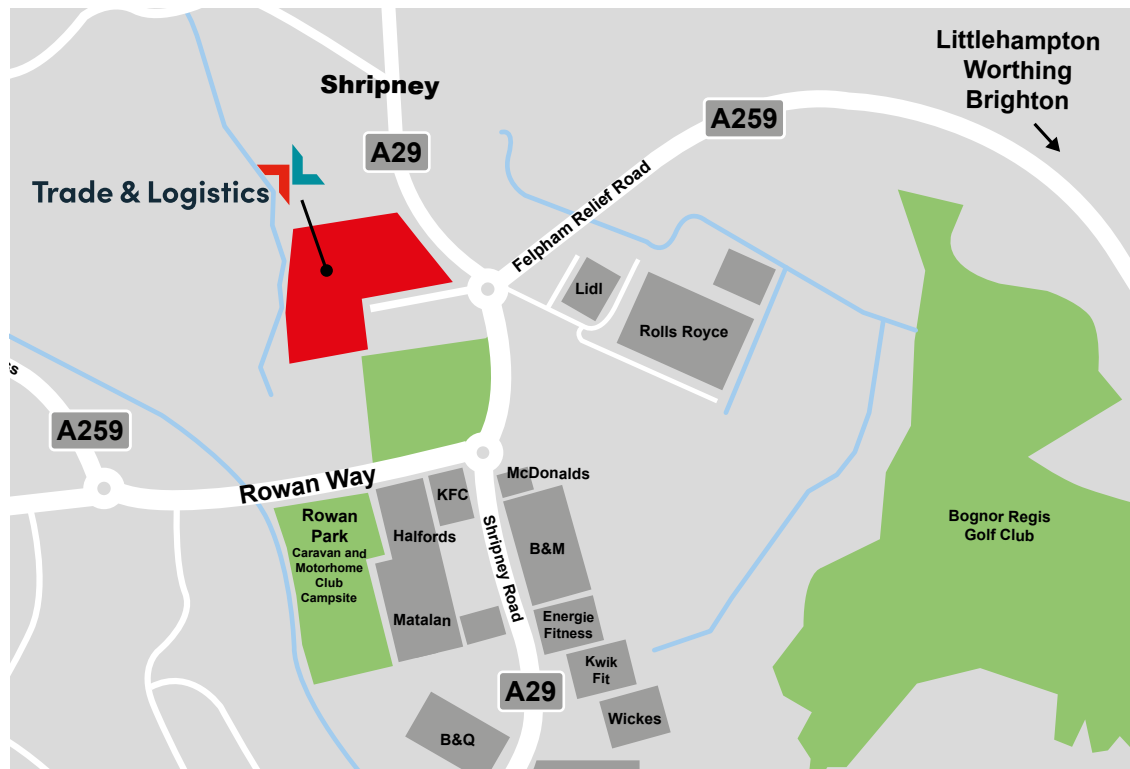 Littlehampton
Worthing
Brighton
Shripney
A259
A29
Trade & Logistics
Felpham Relief Road
Lidl
Rolls Royce
A259
Rowan Way
McDonalds
KFC
Rowan
Park
Caravan and
Motorhome
Club
Campsite
Halfords
Shripney Road
B&M
Bognor Regis
Golf Club
Matalan
Energie
Fitness
Kwik
Fit
A29
Wickes
B&Q